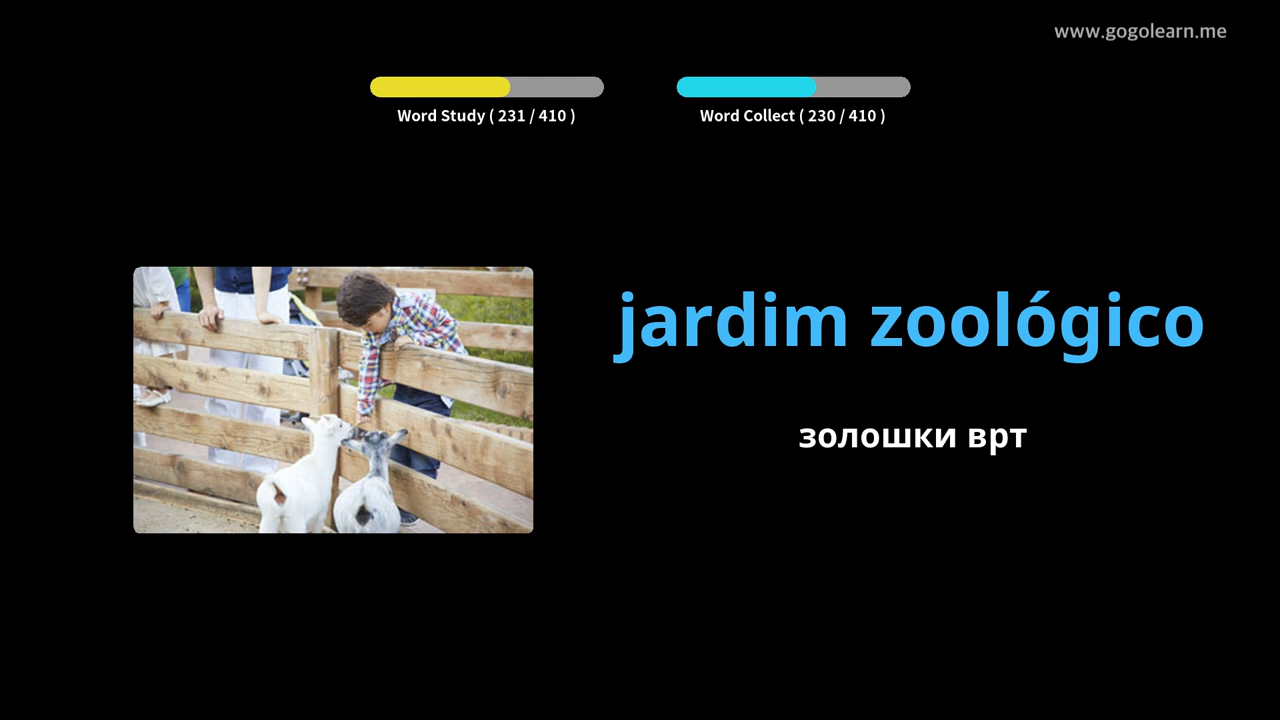 www.gogolearn.me
Word Study ( 231 / 410 )
Word Collect ( 230 / 410 )
jardim zoológico
золошки врт